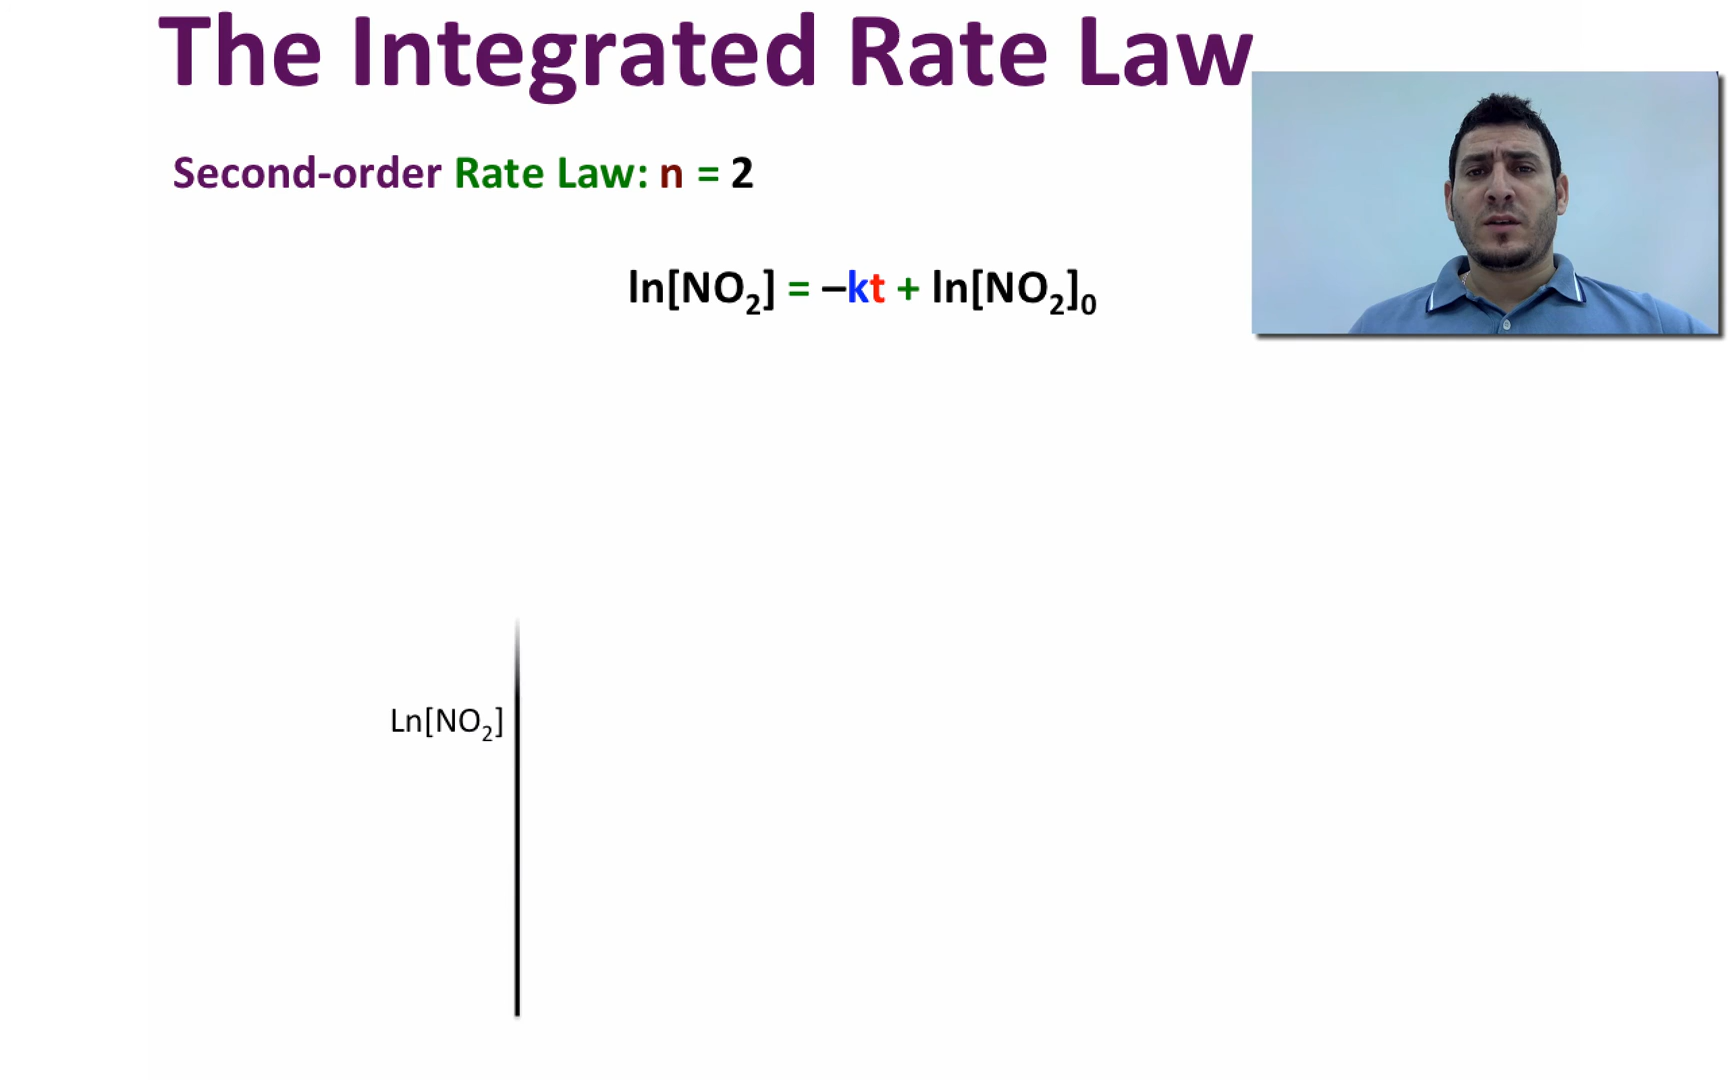 The Integrated Rate Law
Second-order Rate Law: n = 2
ln[NO₂] = –kt + ln[NO₂]₀
Ln[NO₂]